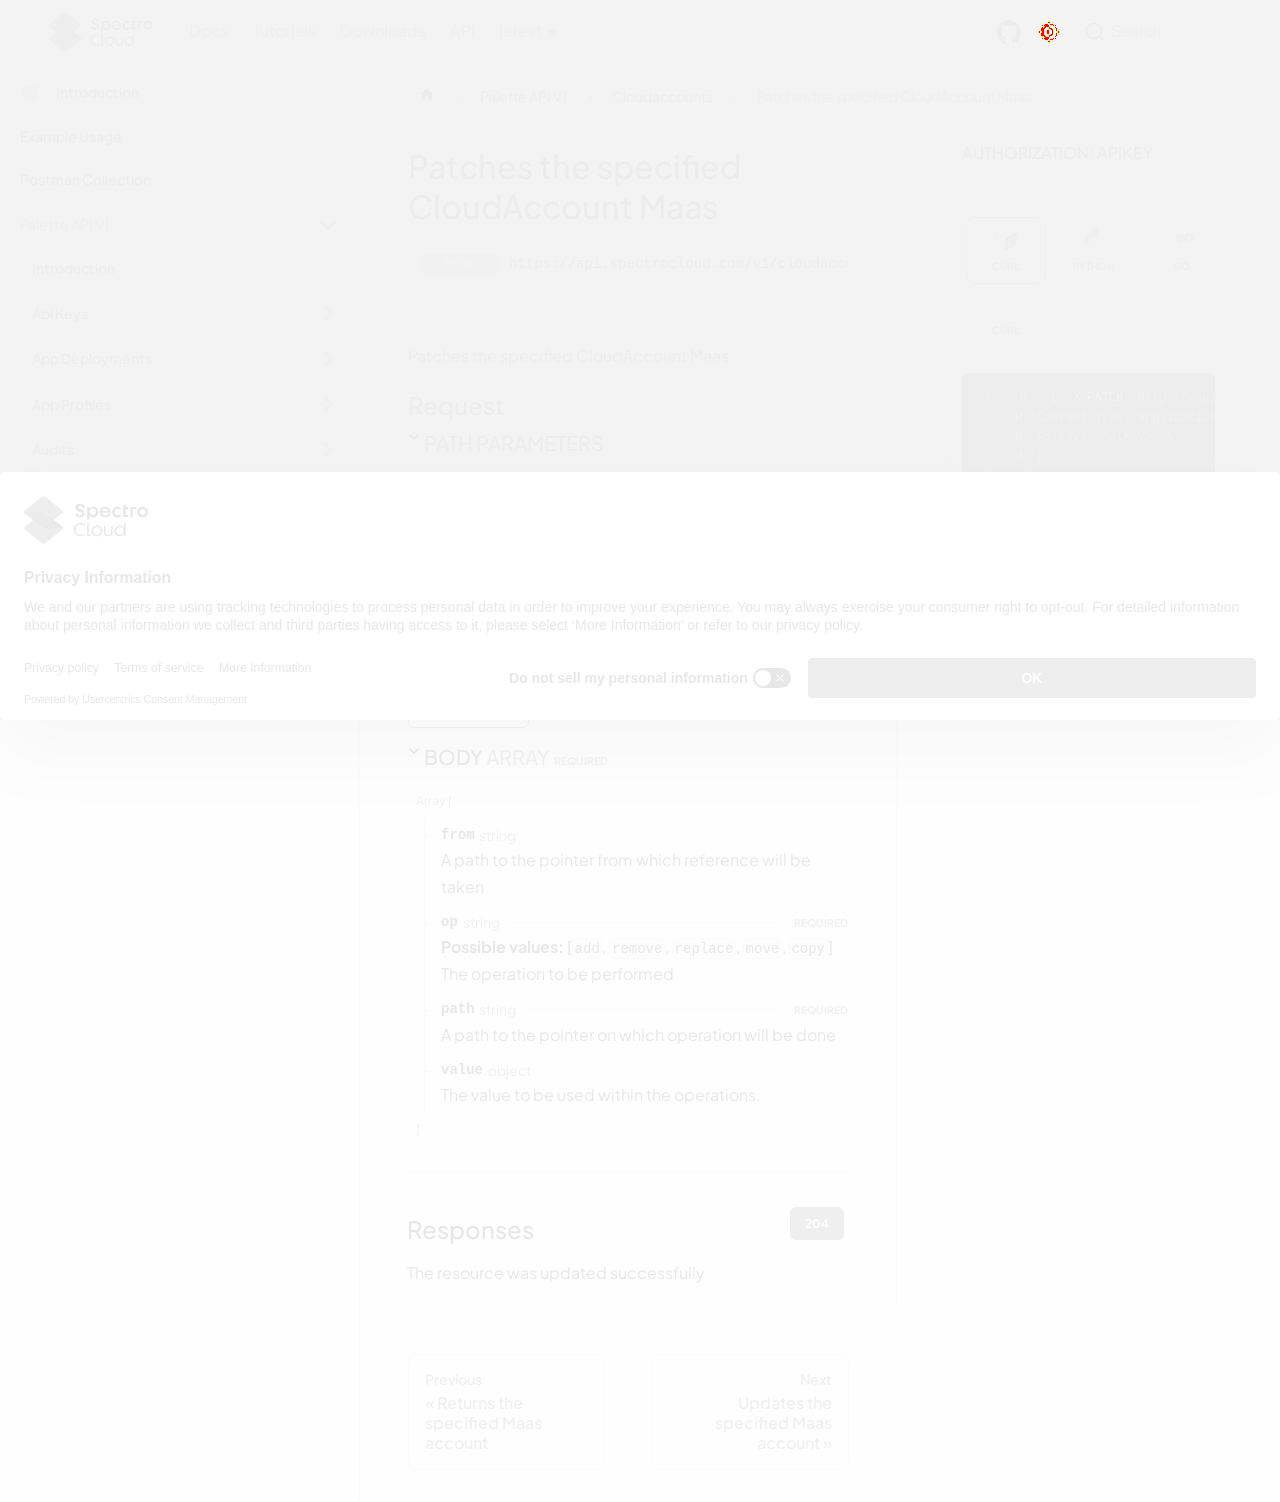 Spectro
Cloud
Docs Tutorials Downloads API latest
Search
Introduction
Example Usage
Postman Collection
Palette API V1
Introduction
Api Keys
App Deployments
App Profiles
Audits
Palette API V1
Cloudaccounts
Patches the specified CloudAccount Maas
Patches the specified
CloudAccount Maas
https://api.spectrocloud.com/v1/cloudacc
Patches the specified CloudAccount Maas
Request
PATH PARAMETERS
AUTHORIZATION: APIKEY
CURL PYTHON GO
CURL
Spectro
Cloud
Privacy Information
We and our partners are using tracking technologies to process personal data in order to improve your experience. You may always exercise your consumer right to opt-out. For detailed information
about personal information we collect and third parties having access to it, please select 'More Information' or refer to our privacy policy.
Privacy policy Terms of service More Information
Do not sell my personal information
OK
Powered by Usercentrics Consent Management
BODY ARRAY REQUIRED
Array [
from string
A path to the pointer from which reference will be
taken
op string REQUIRED
Possible values: [add, remove, replace, move, copy]
The operation to be performed
path string REQUIRED
A path to the pointer on which operation will be done
value object
The value to be used within the operations.
]
Responses
204
The resource was updated successfully
Previous
« Returns the
specified Maas
account
Next
Updates the
specified Maas
account »